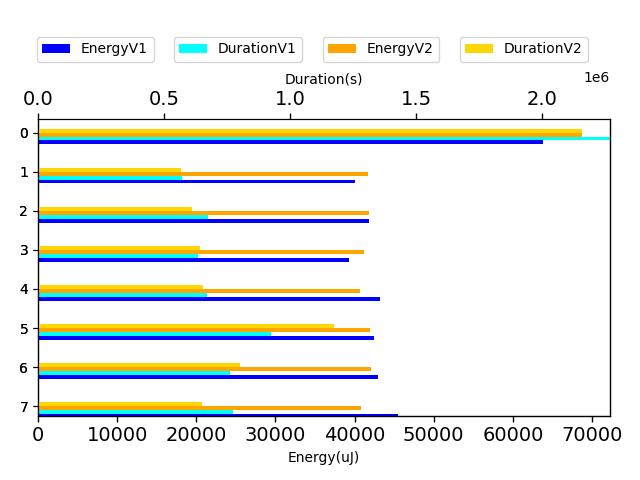 EnergyV1 DurationV1 EnergyV2 DurationV2
Duration(s)
1e6
0.0 0.5 1.0 1.5 2.0
0
1
2
3
4
5
6
7
0 10000 20000 30000 40000 50000 60000 70000
Energy(uJ)